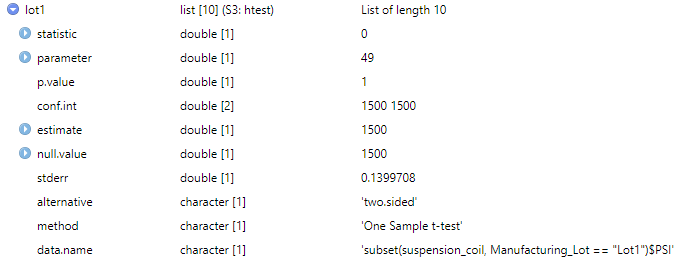 lot1 list [10] (S3: htest) List of length 10
statistic double [1] 0
parameter double [1] 49
p.value double [1] 1
conf.int double [2] 1500 1500
estimate double [1] 1500
null.value double [1] 1500
stderr double [1] 0.1399708
alternative character [1] 'two.sided'
method character [1] 'One Sample t-test'
data.name character [1] 'subset(suspension_coil, Manufacturing_Lot == "Lot1")$PSI'